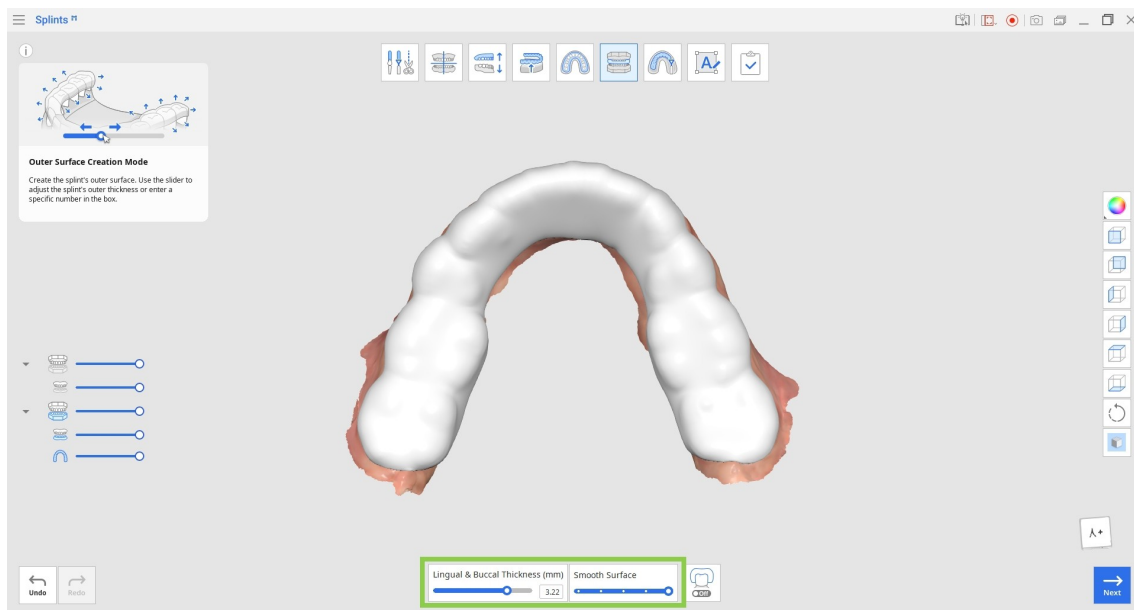 Splints
Outer Surface Creation Mode
Create the splint's outer surface. Use the slider to
adjust the splint's outer thickness or enter a
specific number in the box.
Lingual & Buccal Thickness (mm)
3.22
Smooth Surface
Off
Undo
Redo
Next